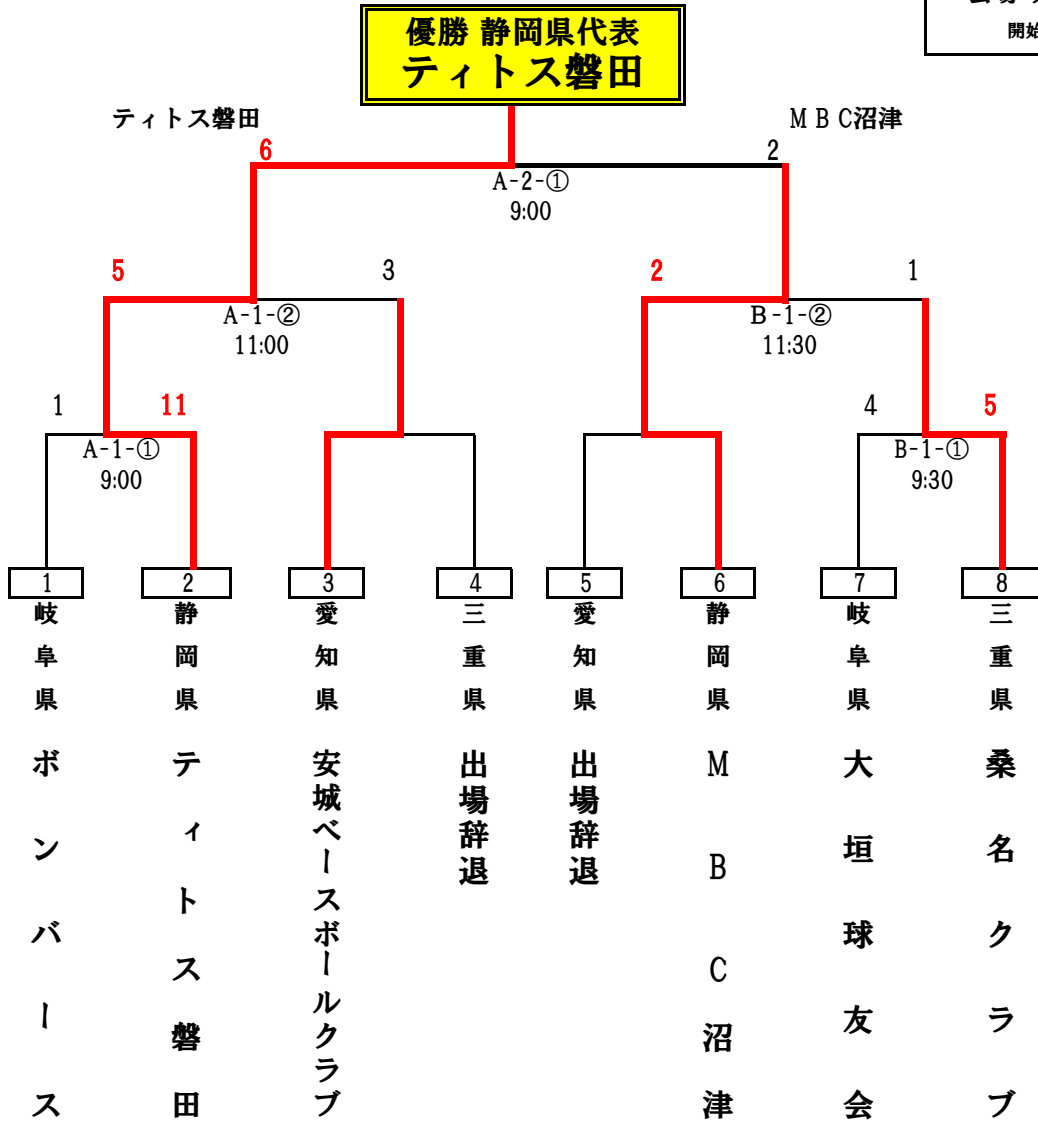 開始
優勝 静岡県代表
ティトス磐田
ティトス磐田
MBC沼津
6
2
A-2-①
9:00
5
3
2
1
A-1-②
11:00
B-1-②
11:30
1
11
4
5
A-1-①
9:00
B-1-①
9:30
1
2
3
4
5
6
7
8
岐阜県 ボンバース
静岡県 ティトス磐田
愛知県 安城ベースボールクラブ
三重県 出場辞退
愛知県 出場辞退
静岡県 MBC沼津
岐阜県 大垣球友会
三重県 桑名クラブ